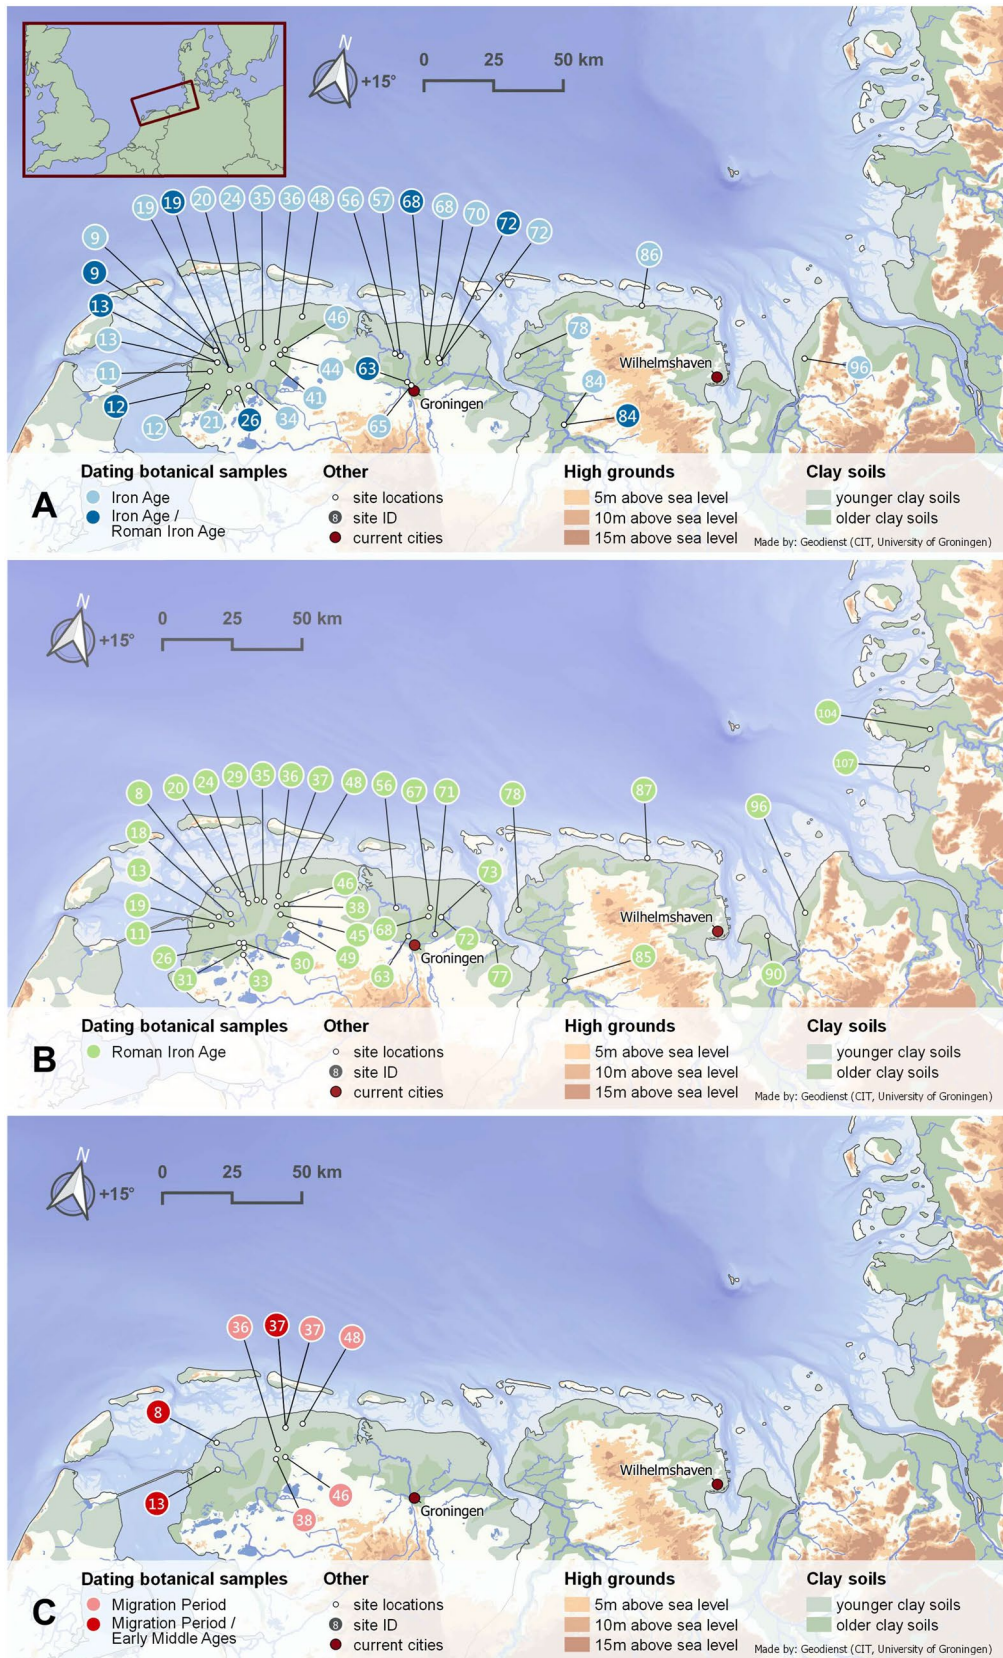 N
+15°
0 25 50 km
19 19 20 24 35 36 48 56 57 68 68 70 72 72
9
9
13
13
11
12
12 21 26 34 41 44 46
63
65
86
78
84
84
96
Wilhelmshaven
Groningen
A
Dating botanical samples
Iron Age
Iron Age /
Roman Iron Age
Other
site locations
8 site ID
current cities
High grounds
5m above sea level
10m above sea level
15m above sea level
Clay soils
younger clay soils
older clay soils
Made by: Geodienst (CIT, University of Groningen)
N
+15°
0 25 50 km
104
107
8 20 24 29 35 36 37 48 56 67 71 78 87 96
18
13
19
11
26
31 33 30 49 45 38 46
68
63
72
73
77
85
90
Wilhelmshaven
Groningen
B
Dating botanical samples
Roman Iron Age
Other
site locations
8 site ID
current cities
High grounds
5m above sea level
10m above sea level
15m above sea level
Clay soils
younger clay soils
older clay soils
Made by: Geodienst (CIT, University of Groningen)
N
+15°
0 25 50 km
36 37 37 48
8
13
38
46
Wilhelmshaven
Groningen
C
Dating botanical samples
Migration Period
Migration Period /
Early Middle Ages
Other
site locations
8 site ID
current cities
High grounds
5m above sea level
10m above sea level
15m above sea level
Clay soils
younger clay soils
older clay soils
Made by: Geodienst (CIT, University of Groningen)